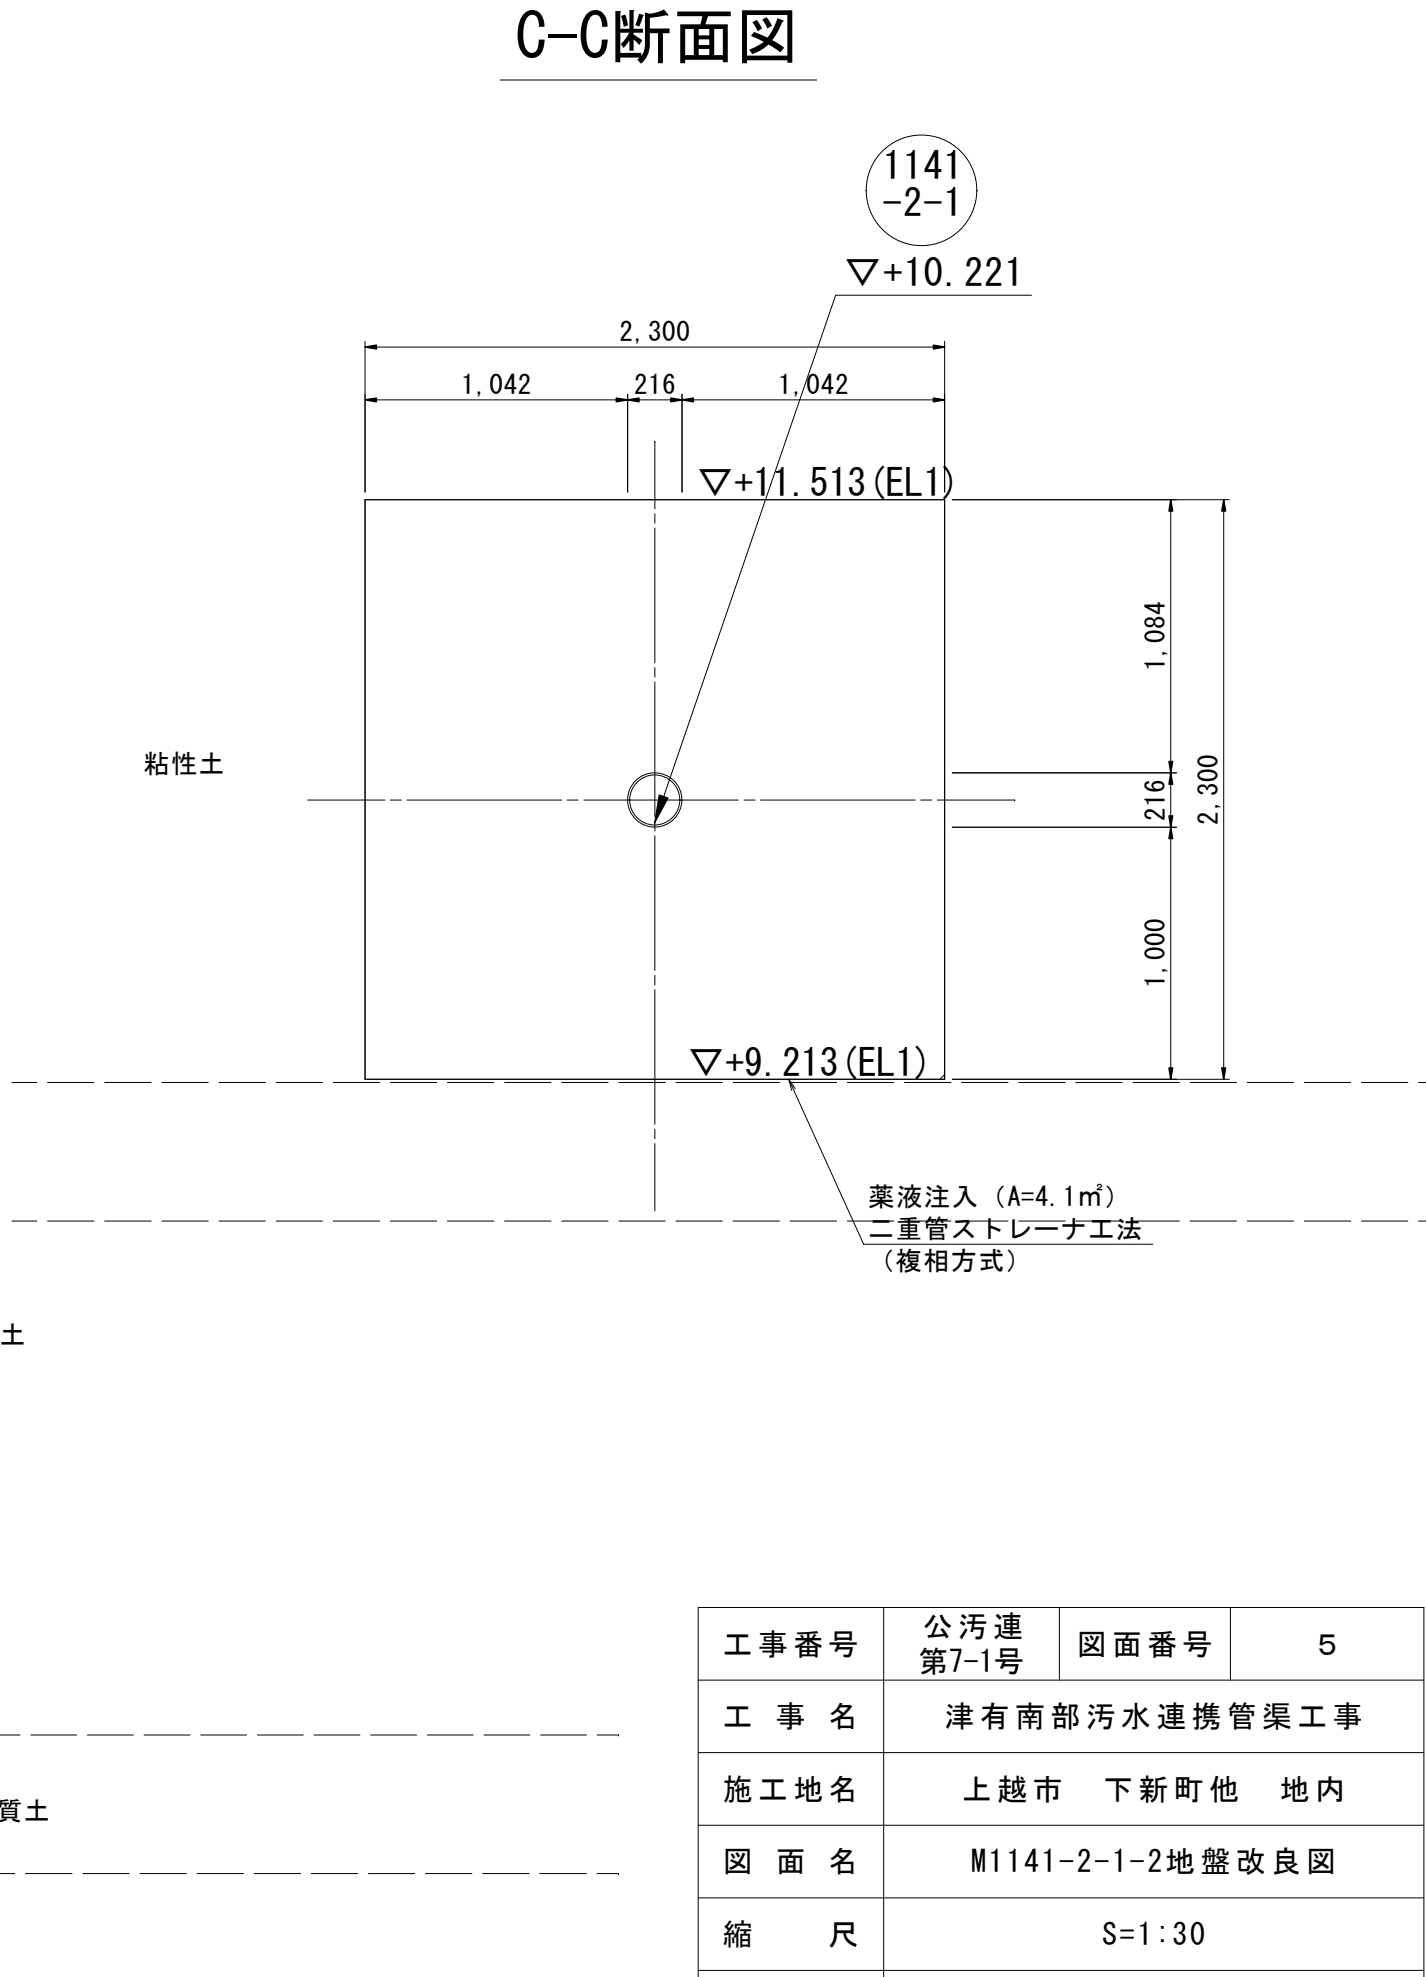 C-C断面図
1141
-2-1
▽+10.221
2,300
1,042
216
1,042
▽+11.513(EL1)
1,084
216
2,300
1,000
粘性土
▽+9.213(EL1)
薬液注入（A=4.1㎡）
二重管ストレーナ工法
（複相方式）
土
質土
工事番号
公汚連
第7-1号
図面番号
5
工事名
津有南部汚水連携管渠工事
施工地名
上越市　下新町他　地内
図面名
M1141-2-1-2地盤改良図
縮尺
S=1:30